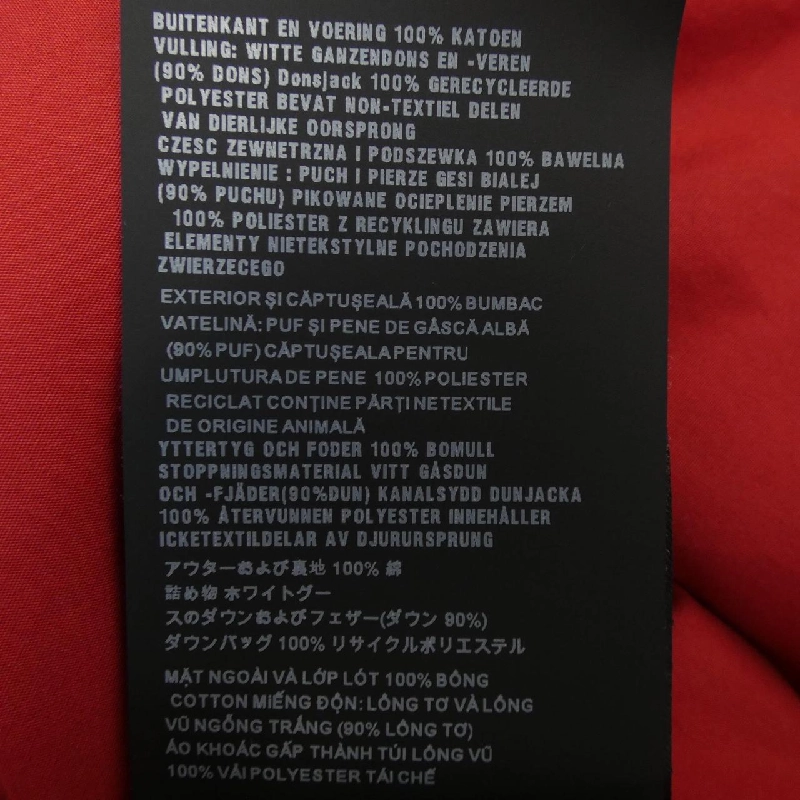 BUITENKANT EN VOERING 100% KATOEN
VULLING: WITTE GANZENDONS EN -VEREN
(90% DONS) Donsjack 100% GERECYCLEERDE
POLYESTER BEVAT NON-TEXTIEL DELEN
VAN DIERLIJKE OORSPRONG
CZESC ZEWNETRZNA I PODSZEWKA 100% BAWELNA
WYPELNIENIE : PUCH I PIERZE GESI BIALEJ
(90% PUCHU) PIKOWANE OCIEPLENIE PIERZEM
100% POLIESTER Z RECYKLINGU ZAWIERA
ELEMENTY NIETEKSTYLNE POCHODZENIA
ZWIERZECEGO
EXTERIOR ȘI CĂPTUȘEALĂ 100% BUMBAC
VATELINĂ: PUF ȘI PENE DE GÂSCĂ ALBĂ
(90% PUF) CĂPTUȘEALA PENTRU
UMPLUTURA DE PENE 100% POLIESTER
RECICLAT CONȚINE PĂRȚI NETEXTILE
DE ORIGINE ANIMALĂ
YTTERTYG OCH FODER 100% BOMULL
STOPPNINGSMATERIAL VITT GÅSDUN
OCH -FJÄDER(90%DUN) KANALSYDD DUNJACKA
100% ÅTERVUNNEN POLYESTER INNEHÅLLER
ICKETEXTILDELAR AV DJURURSPRUNG
アウターおよび裏地 100% 綿
詰め物 ホワイトグー
スのダウンおよびフェザー(ダウン 90%)
ダウンバッグ 100% リサイクルポリエステル
MẶT NGOÀI VÀ LỚP LÓT 100% BÔNG
COTTON MIẾNG ĐỘN: LÔNG TƠ VÀ LÔNG
VŨ NGỖNG TRẮNG (90% LÔNG TƠ)
ÁO KHOÁC GẤP THÀNH TÚI LÔNG VŨ
100% VẢI POLYESTER TÁI CHẾ